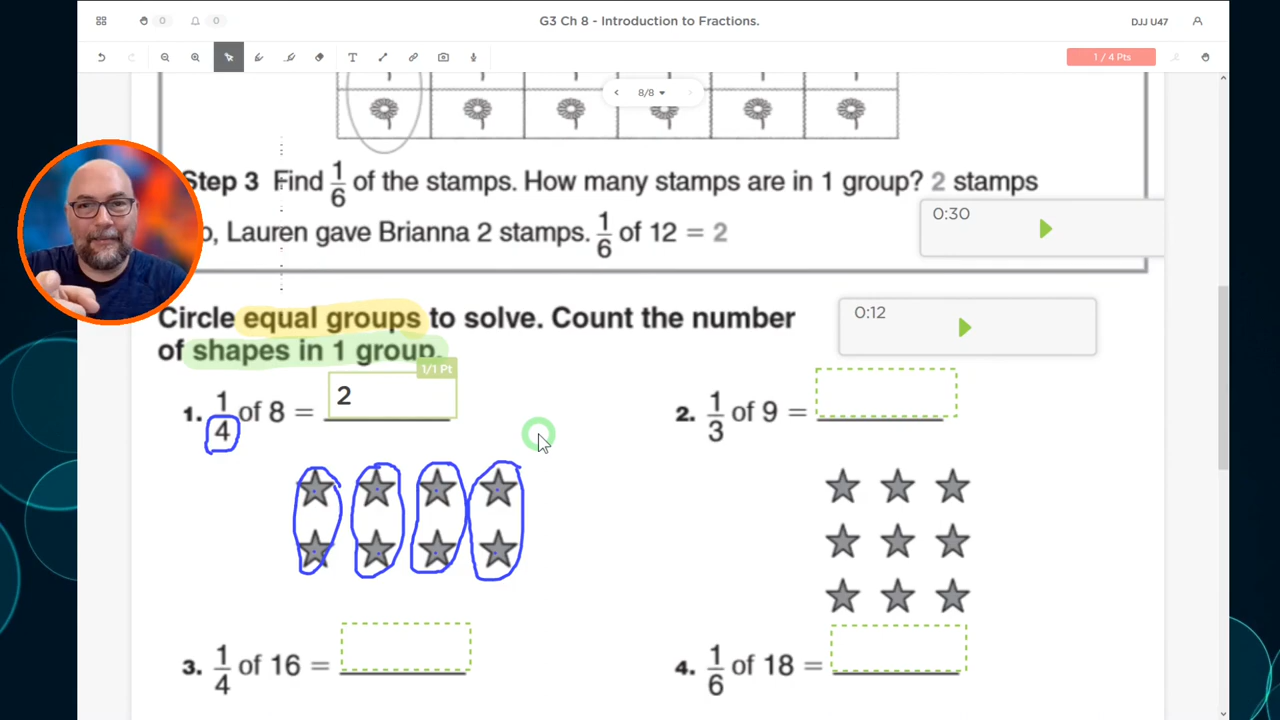 0
0
G3 Ch 8 - Introduction to Fractions.
DJJ U47
T
1 / 4 Pts
8/8
Step 3 Find 1/6 of the stamps. How many stamps are in 1 group? 2 stamps
0:30
, Lauren gave Brianna 2 stamps. 1/6 of 12 = 2
Circle equal groups to solve. Count the number
of shapes in 1 group.
0:12
1/1 Pt
1. 1/4 of 8 = 2
2. 1/3 of 9 =
3. 1/4 of 16 =
4. 1/6 of 18 =